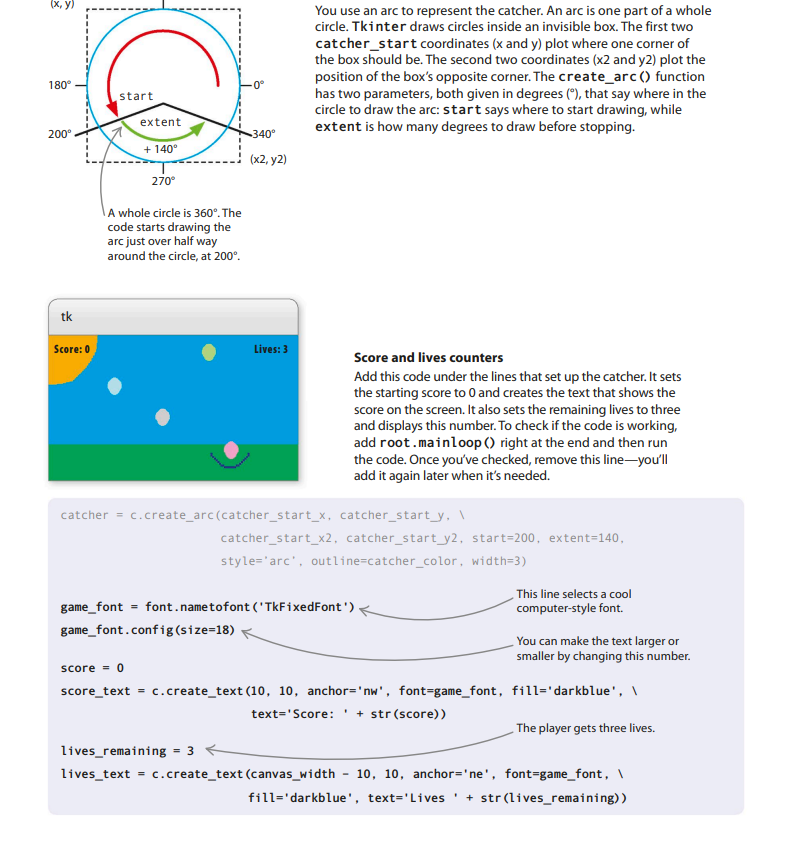 (x, y)
180°
0°
start
extent
200°
340°
+ 140°
(x2, y2)
270°
A whole circle is 360°. The
code starts drawing the
arc just over half way
around the circle, at 200°.
You use an arc to represent the catcher. An arc is one part of a whole
circle. Tkinter draws circles inside an invisible box. The first two
catcher_start coordinates (x and y) plot where one corner of
the box should be. The second two coordinates (x2 and y2) plot the
position of the box's opposite corner. The create_arc() function
has two parameters, both given in degrees (°), that say where in the
circle to draw the arc: start says where to start drawing, while
extent is how many degrees to draw before stopping.
tk
Score: 0
Lives: 3
Score and lives counters
Add this code under the lines that set up the catcher. It sets
the starting score to 0 and creates the text that shows the
score on the screen. It also sets the remaining lives to three
and displays this number. To check if the code is working,
add root.mainloop() right at the end and then run
the code. Once you've checked, remove this line—you'll
add it again later when it's needed.
catcher = c.create_arc(catcher_start_x, catcher_start_y, \
catcher_start_x2, catcher_start_y2, start=200, extent=140,
style='arc', outline=catcher_color, width=3)
game_font = font.nametofont('TkFixedFont')
This line selects a cool
computer-style font.
game_font.config(size=18)
You can make the text larger or
smaller by changing this number.
score = 0
score_text = c.create_text(10, 10, anchor='nw', font=game_font, fill='darkblue', \
text='Score: ' + str(score))
The player gets three lives.
lives_remaining = 3
lives_text = c.create_text(canvas_width - 10, 10, anchor='ne', font=game_font, \
fill='darkblue', text='Lives ' + str(lives_remaining))